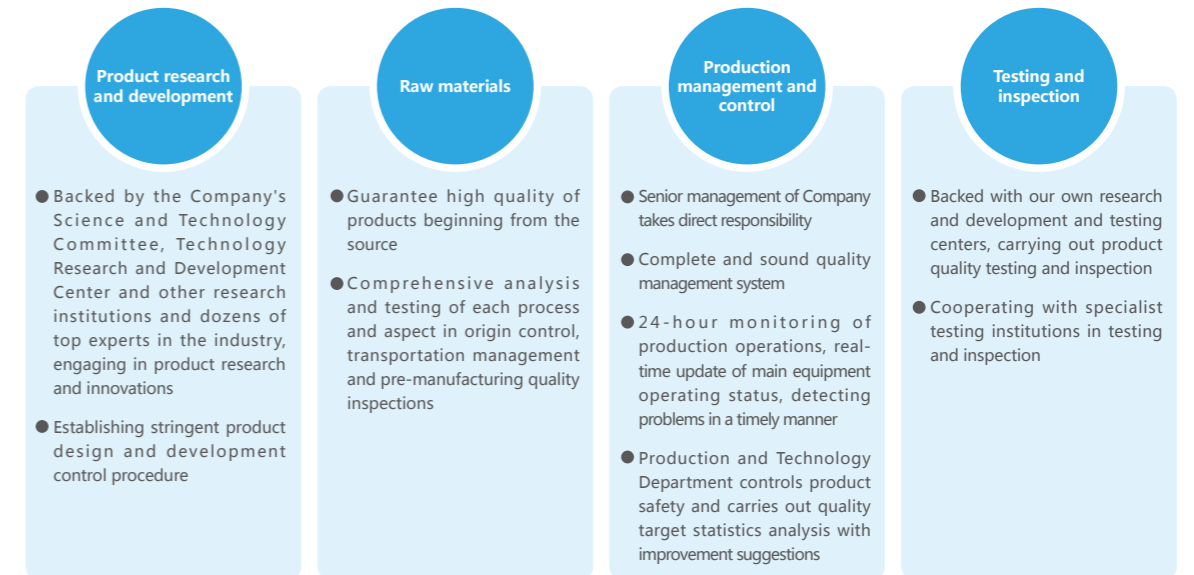 Product research
and development
Backed by the Company's
Science and Technology
Committee, Technology
Research and Development
Center and other research
institutions and dozens of
top experts in the industry,
engaging in product research
and innovations
Establishing stringent product
design and development
control procedure
Raw materials
Guarantee high quality of
products beginning from the
source
Comprehensive analysis
and testing of each process
and aspect in origin control,
transportation management
and pre-manufacturing quality
inspections
Production
management and
control
Senior management of Company
takes direct responsibility
Complete and sound quality
management system
24-hour monitoring of
production operations, real-
time update of main equipment
operating status, detecting
problems in a timely manner
Production and Technology
Department controls product
safety and carries out quality
target statistics analysis with
improvement suggestions
Testing and
inspection
Backed with our own research
and development and testing
centers, carrying out product
quality testing and inspection
Cooperating with specialist
testing institutions in testing
and inspection